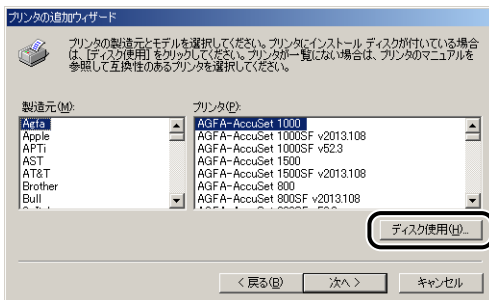 プリンタの追加ウィザード
プリンタの製造元とモデルを選択してください。プリンタにインストール ディスクが付いている場合
は、[ディスク使用] をクリックしてください。プリンタが一覧にない場合は、プリンタのマニュアルを
参照して互換性のあるプリンタを選択してください。
製造元(M):
プリンタ(P):
Agfa
Apple
APTi
AST
AT&T
Brother
Bull
AGFA-AccuSet 1000
AGFA-AccuSet 1000SF v2013.108
AGFA-AccuSet 1000SF v52.3
AGFA-AccuSet 1500
AGFA-AccuSet 1500SF v2013.108
AGFA-AccuSet 800
AGFA-AccuSet 800SF v2013.108
ディスク使用(H)...
< 戻る(B)
次へ >
キャンセル